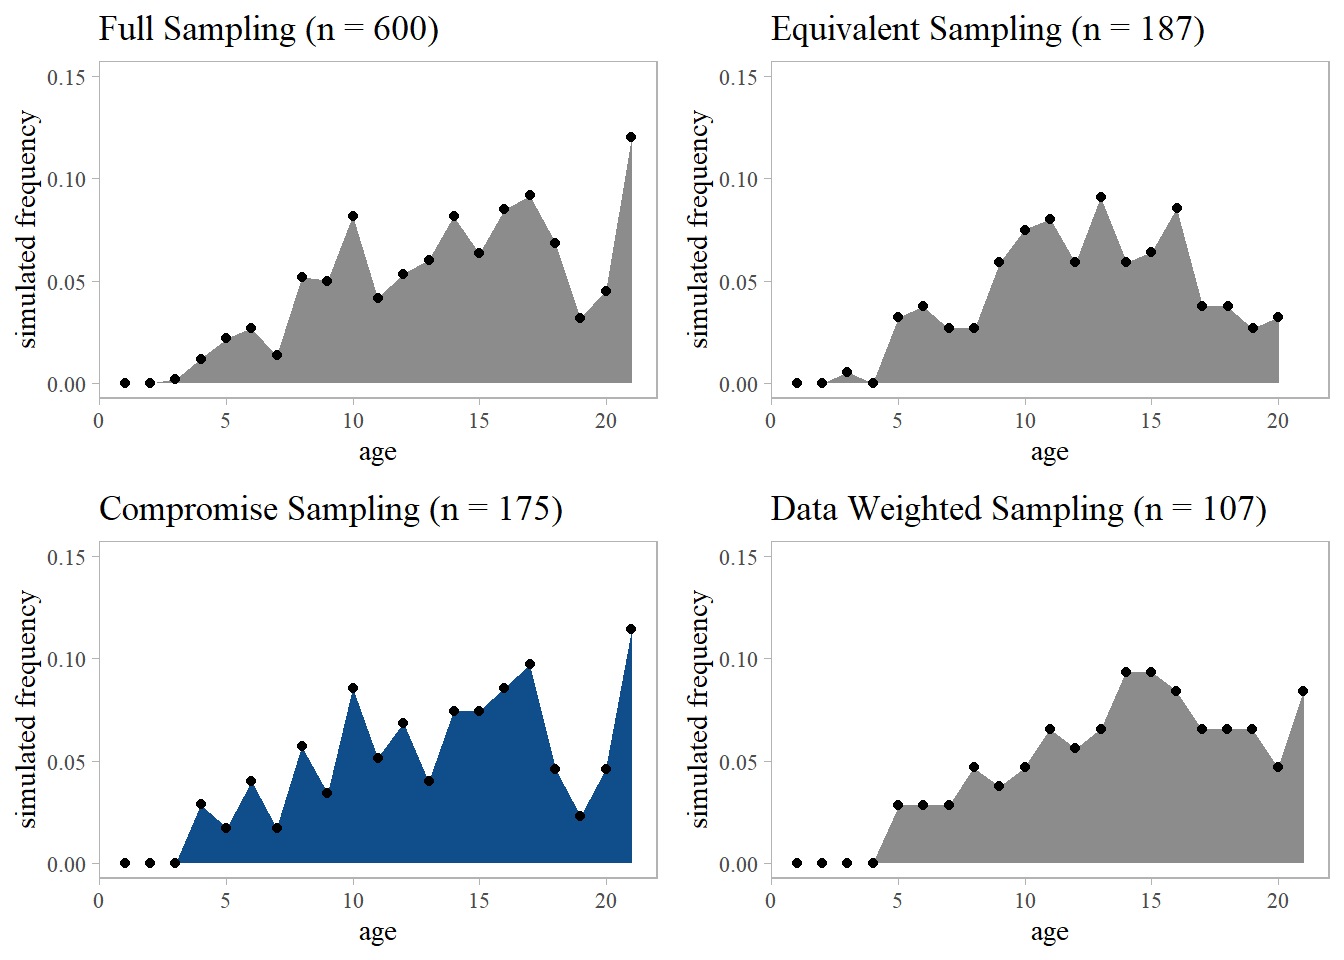 Full Sampling (n = 600)
simulated frequency
0.15
0.10
0.05
0.00
0 5 10 15 20
age
Equivalent Sampling (n = 187)
simulated frequency
0.15
0.10
0.05
0.00
0 5 10 15 20
age
Compromise Sampling (n = 175)
simulated frequency
0.15
0.10
0.05
0.00
0 5 10 15 20
age
Data Weighted Sampling (n = 107)
simulated frequency
0.15
0.10
0.05
0.00
0 5 10 15 20
age